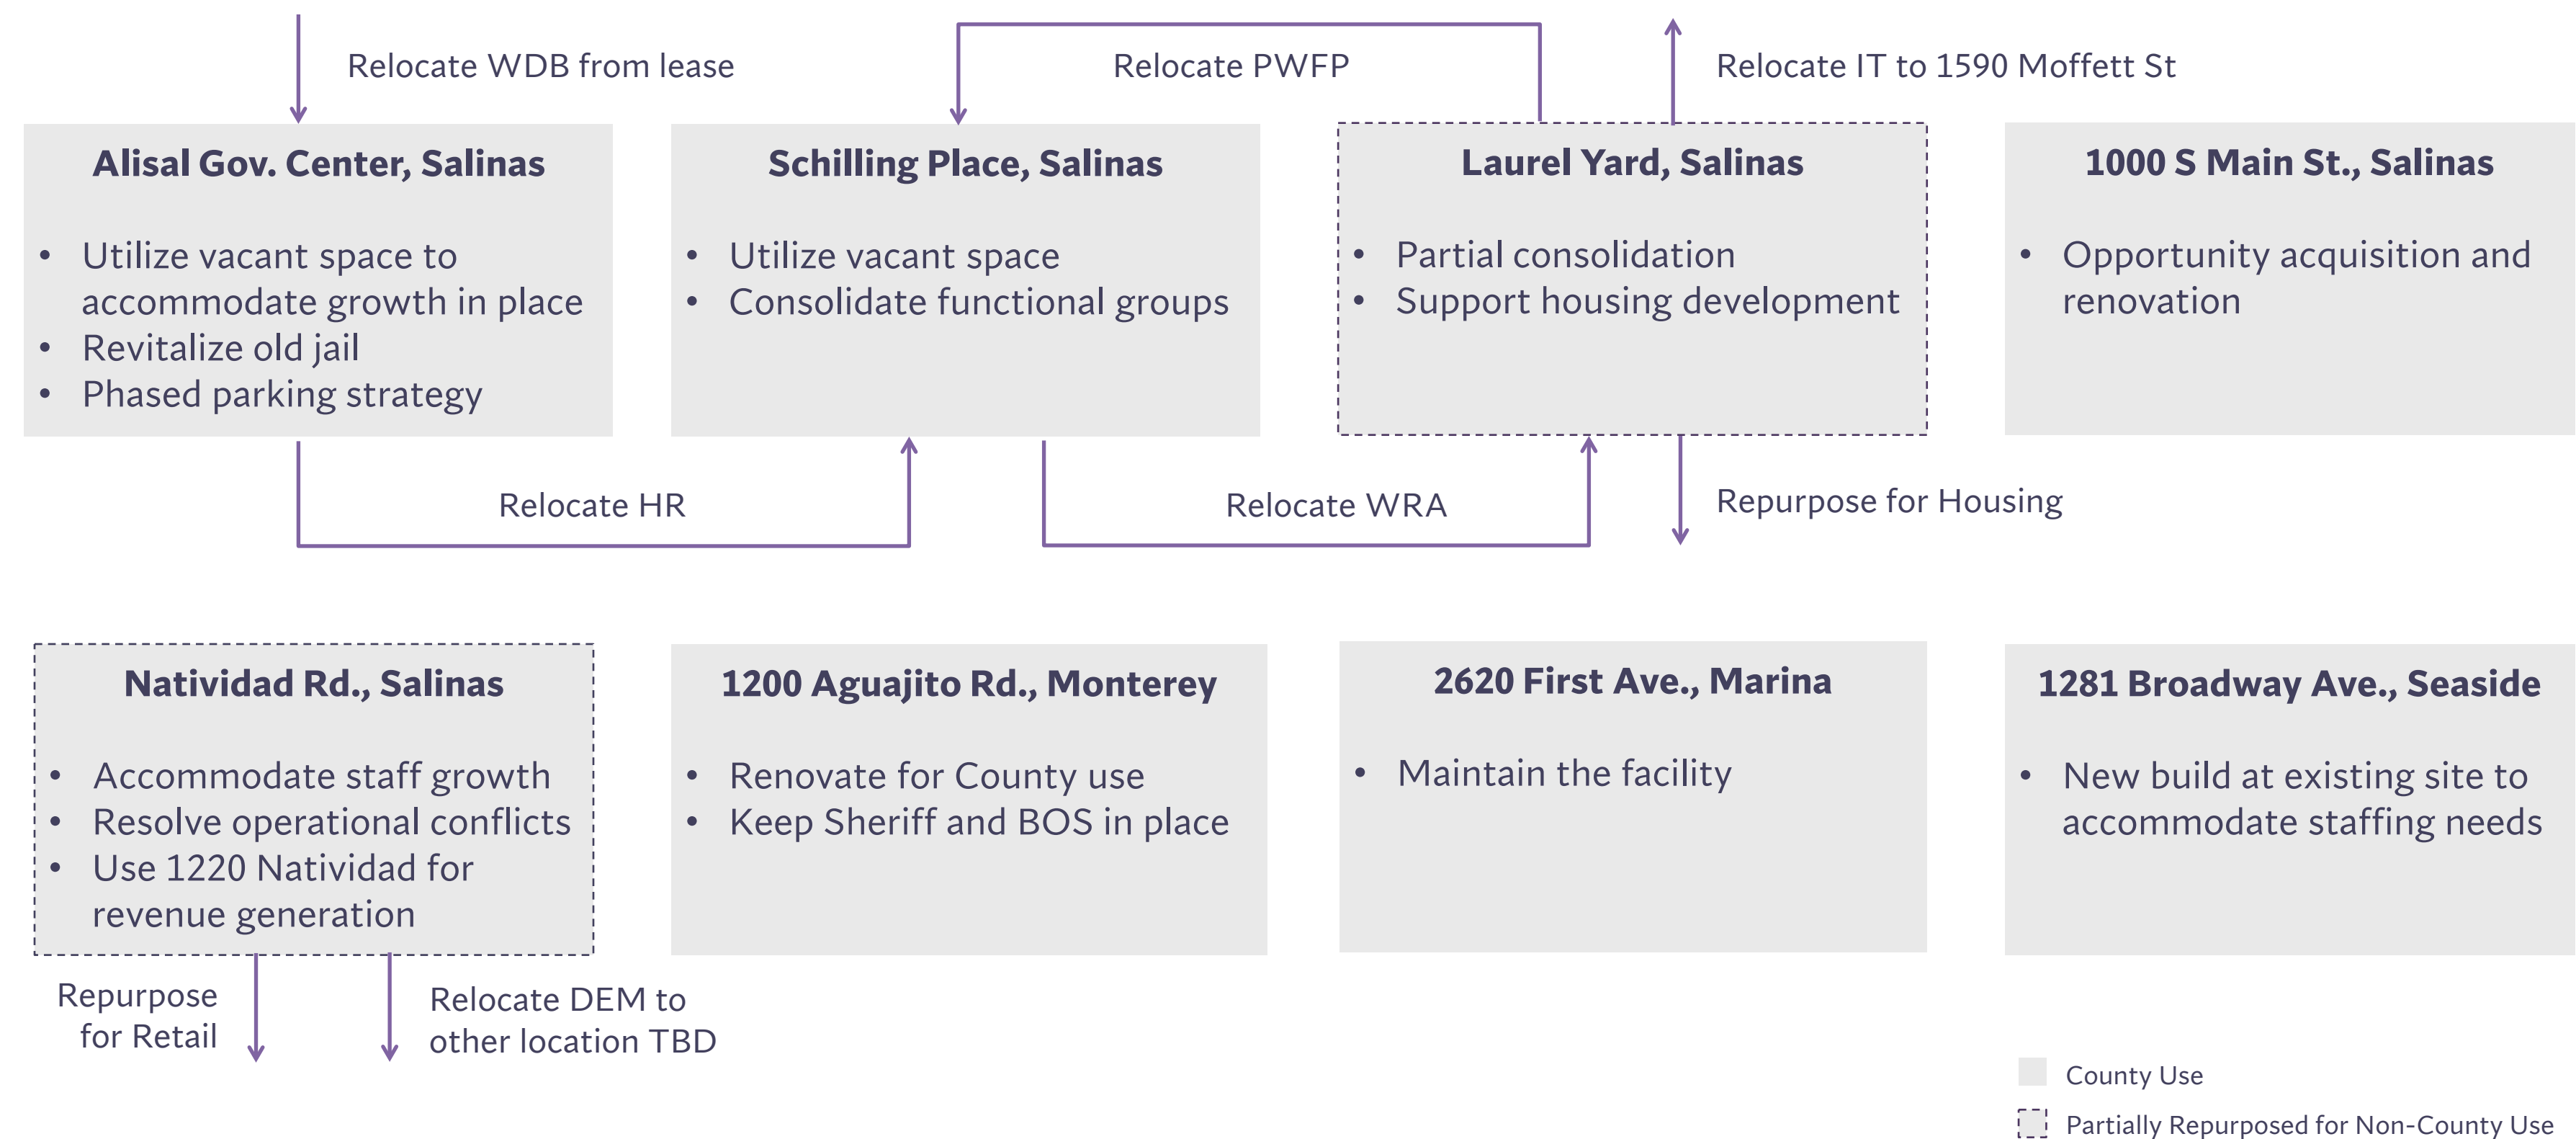 Relocate WDB from lease
Relocate PWFP
Relocate IT to 1590 Moffett St
Alisal Gov. Center, Salinas
• Utilize vacant space to
accommodate growth in place
• Revitalize old jail
• Phased parking strategy
Schilling Place, Salinas
• Utilize vacant space
• Consolidate functional groups
Laurel Yard, Salinas
• Partial consolidation
• Support housing development
1000 S Main St., Salinas
• Opportunity acquisition and
renovation
Relocate HR
Relocate WRA
Repurpose for Housing
Natividad Rd., Salinas
• Accommodate staff growth
• Resolve operational conflicts
• Use 1220 Natividad for
revenue generation
1200 Aguajito Rd., Monterey
• Renovate for County use
• Keep Sheriff and BOS in place
2620 First Ave., Marina
• Maintain the facility
1281 Broadway Ave., Seaside
• New build at existing site to
accommodate staffing needs
Repurpose
for Retail
Relocate DEM to
other location TBD
County Use
Partially Repurposed for Non-County Use